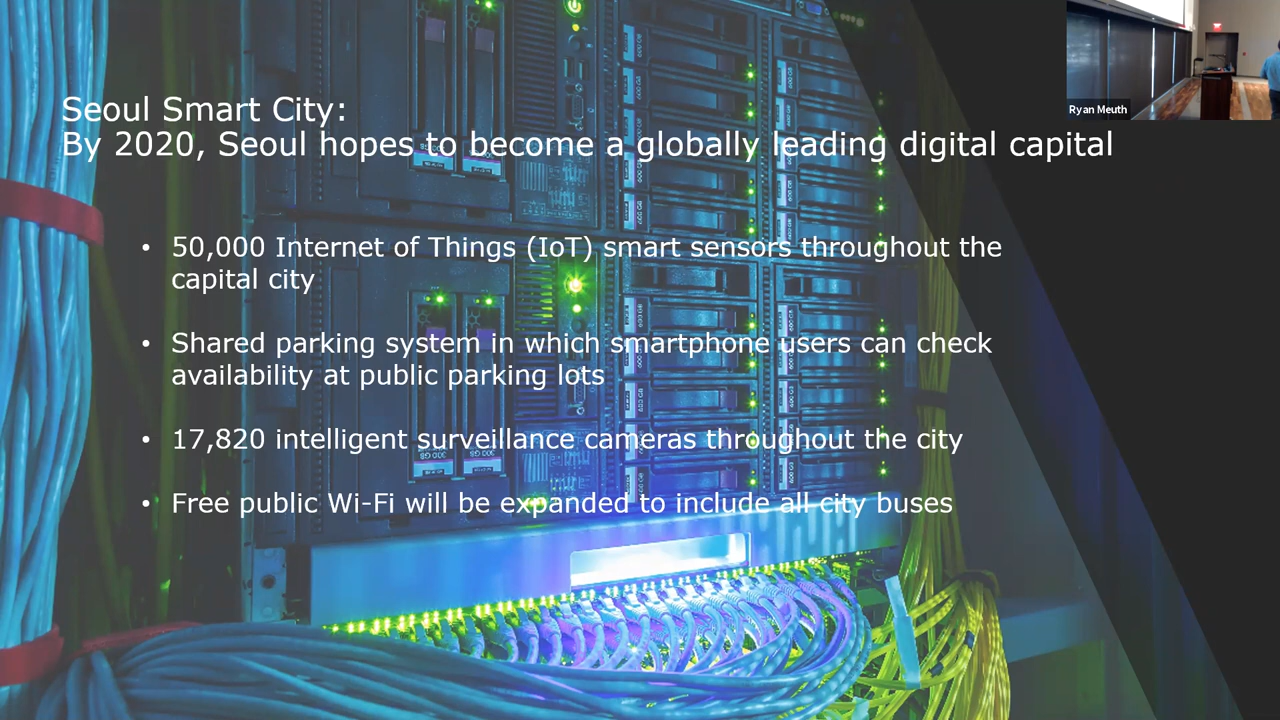 Seoul Smart City:
By 2020, Seoul hopes to become a globally leading digital capital
• 50,000 Internet of Things (IoT) smart sensors throughout the
capital city
• Shared parking system in which smartphone users can check
availability at public parking lots
• 17,820 intelligent surveillance cameras throughout the city
• Free public Wi-Fi will be expanded to include all city buses
Ryan Meuth